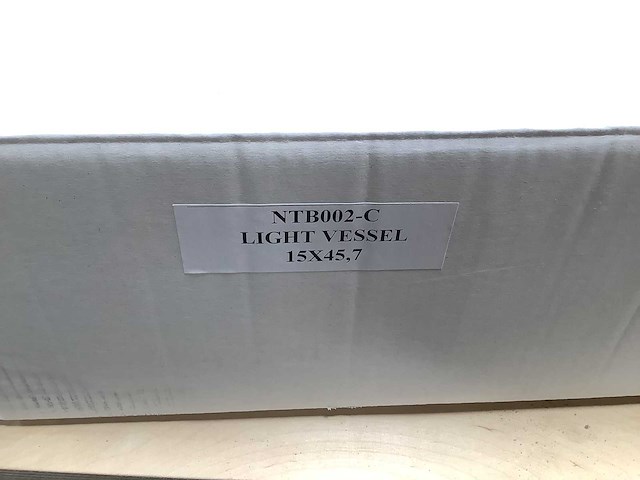 NTB002-C
LIGHT VESSEL
15X45,7